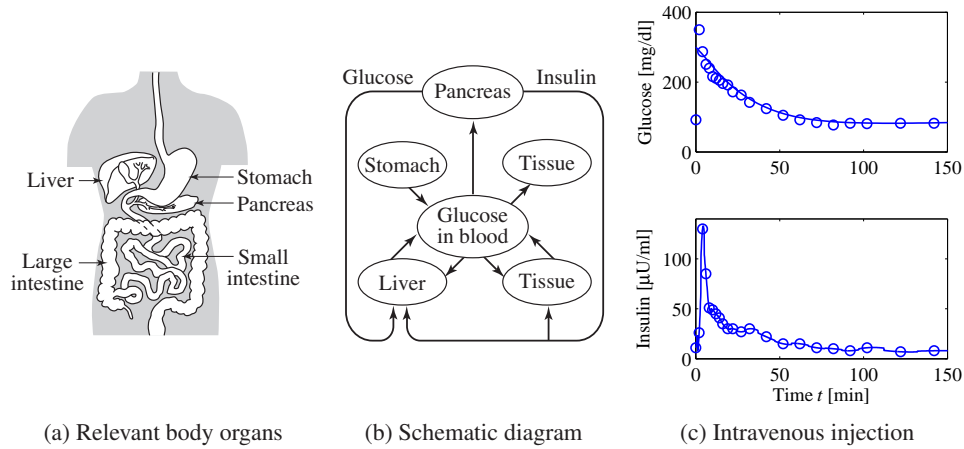 Liver
Stomach
Pancreas
Large
intestine
Small
intestine
(a) Relevant body organs
Glucose
Insulin
Pancreas
Stomach
Tissue
Glucose
in blood
Liver
Tissue
(b) Schematic diagram
Glucose [mg/dl]
400
200
0
0
50
100
150
Insulin [µU/ml]
100
50
0
0
50
100
150
Time t [min]
(c) Intravenous injection